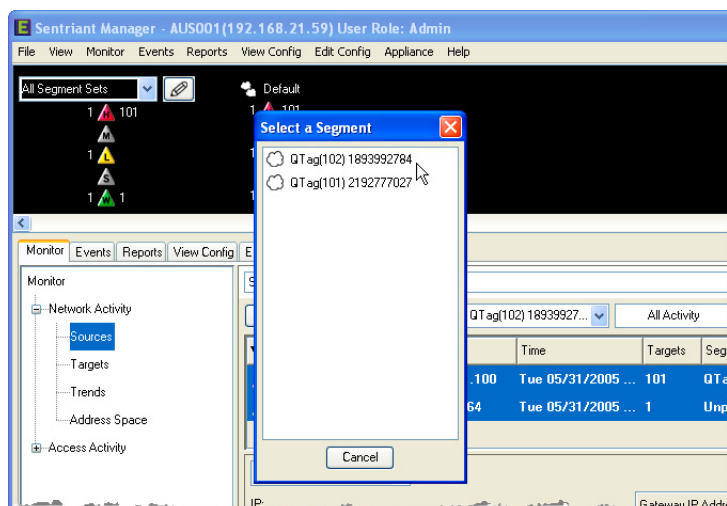 E Sentriant Manager - AUS001(192.168.21.59) User Role: Admin
File View Monitor Events Reports View Config Edit Config Appliance Help
All Segment Sets Default
1 H 101 1 101
M
1 L 1
S
1 1
Select a Segment
QTag(102) 1893992784
QTag(101) 2192777027
Cancel
Monitor Events Reports View Config E
Monitor S
Network Activity QTag(102) 18939927... All Activity
Sources Time Targets Seg
Targets .100 Tue 05/31/2005 ... 101 QTa
Trends 64 Tue 05/31/2005 ... 1 Unp
Address Space
Access Activity
IP: Gateway IP Addre